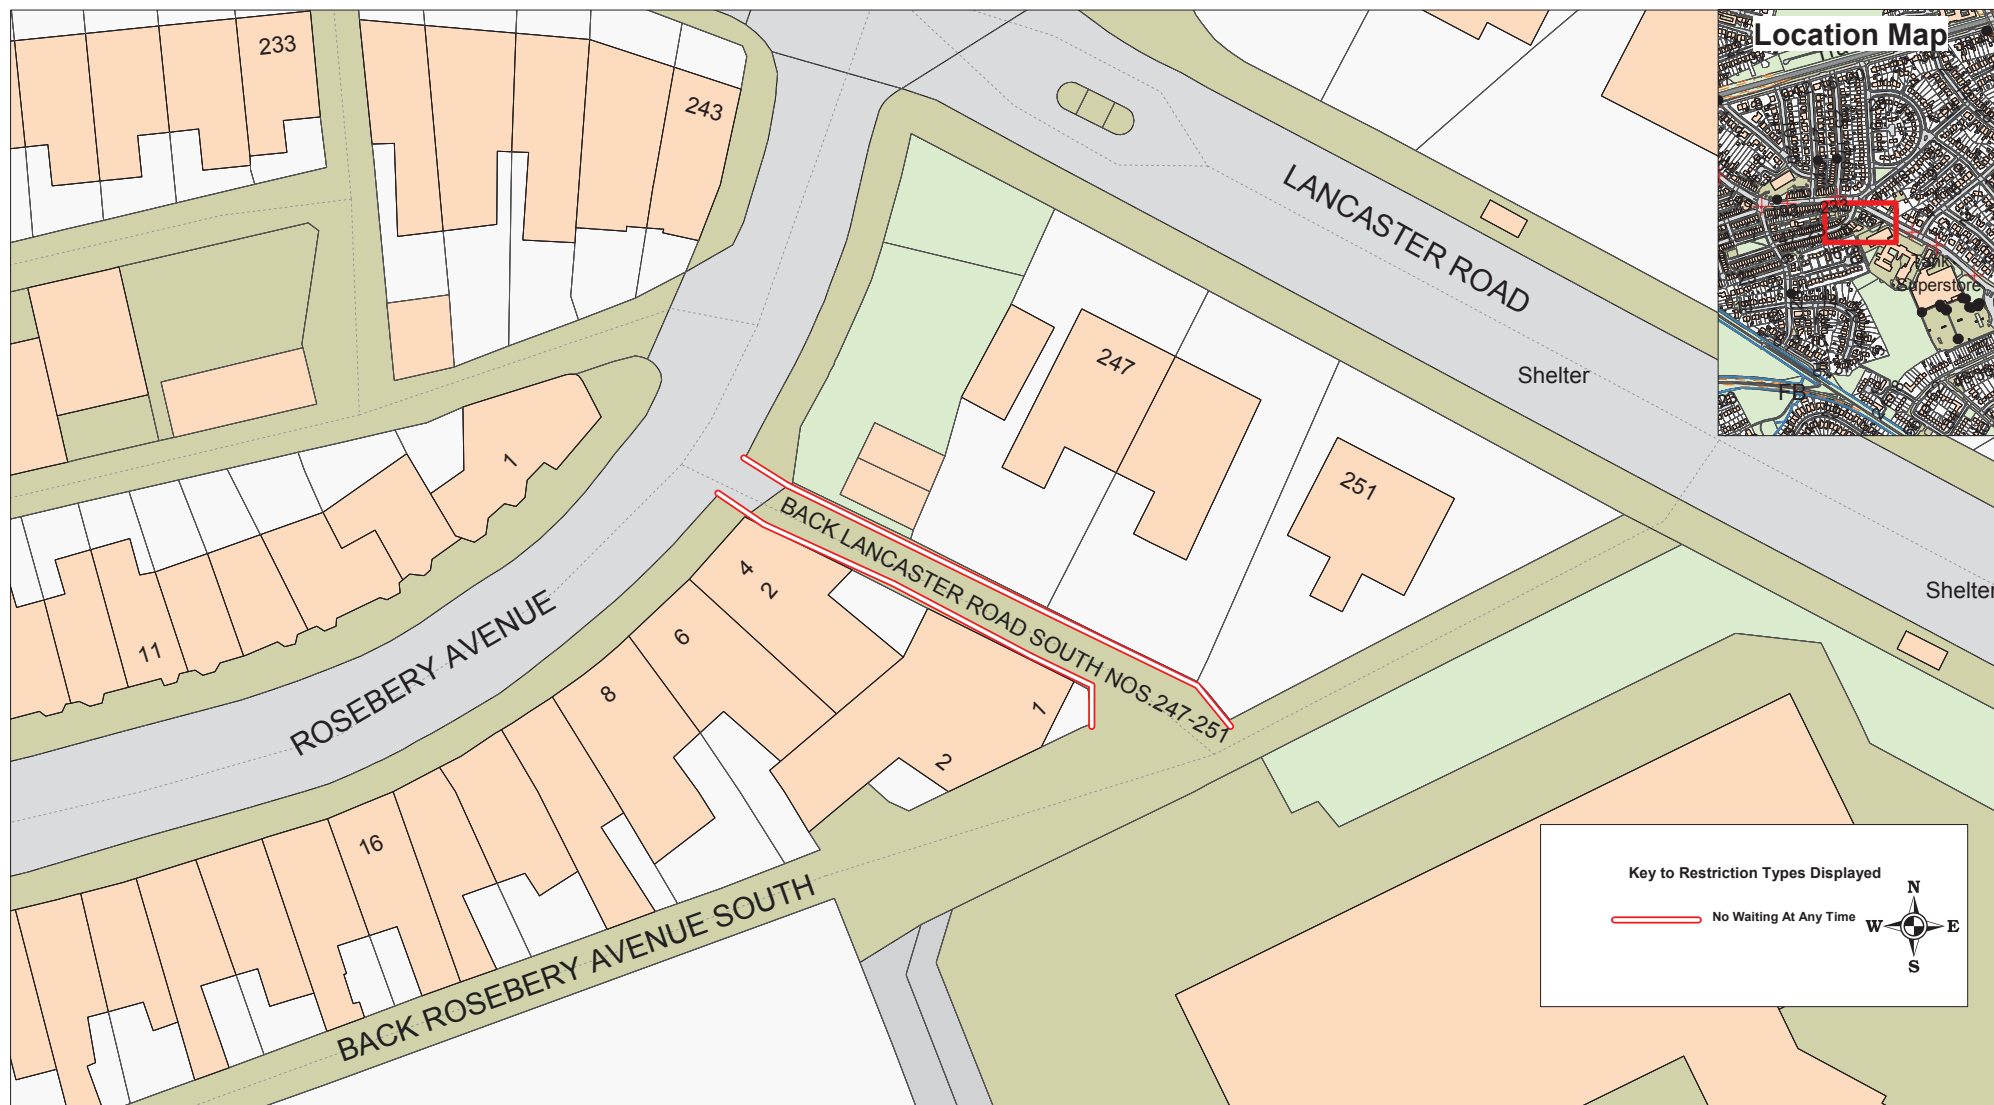 Location Map
233
243
LANCASTER ROAD
Tank
Superstore
Shelter
FB
247
251
1
BACK LANCASTER ROAD SOUTH NOS.247-251
4
2
6
8
11
ROSEBERY AVENUE
Shelter
1
2
16
BACK ROSEBERY AVENUE SOUTH
Key to Restriction Types Displayed
No Waiting At Any Time
N
W
E
S